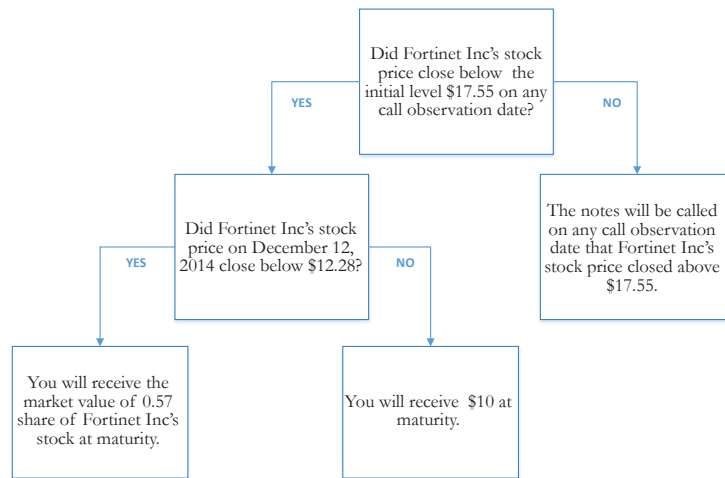 Did Fortinet Inc's stock
price close below the
initial level $17.55 on any
call observation date?
YES
NO
Did Fortinet Inc's stock
price on December 12,
2014 close below $12.28?
The notes will be called
on any call observation
date that Fortinet Inc's
stock price closed above
$17.55.
YES
NO
You will receive the
market value of 0.57
share of Fortinet Inc's
stock at maturity.
You will receive $10 at
maturity.